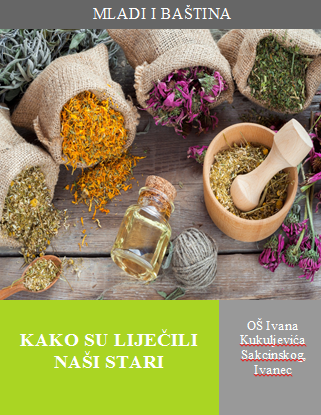 MLADI I BAŠTINA
KAKO SU LIJEČILI
NAŠI STARI
OŠ Ivana
Kukuljevića
Sakcinskog,
Ivanec